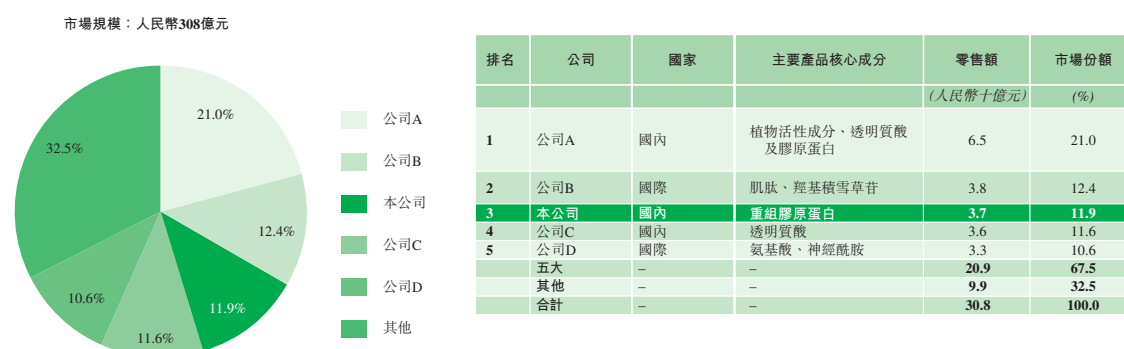 市場規模：人民幣308億元
21.0%
12.4%
11.9%
11.6%
10.6%
32.5%
公司A
公司B
本公司
公司C
公司D
其他
排名 公司 國家 主要產品核心成分 零售額 市場份額
(人民幣十億元) (%)
1 公司A 國內 植物活性成分、透明質酸 6.5 21.0
及膠原蛋白
2 公司B 國際 肌肽、羥基積雪草苷 3.8 12.4
3 本公司 國內 重組膠原蛋白 3.7 11.9
4 公司C 國內 透明質酸 3.6 11.6
5 公司D 國際 氨基酸、神經酰胺 3.3 10.6
五大 – – 20.9 67.5
其他 – – 9.9 32.5
合計 – – 30.8 100.0